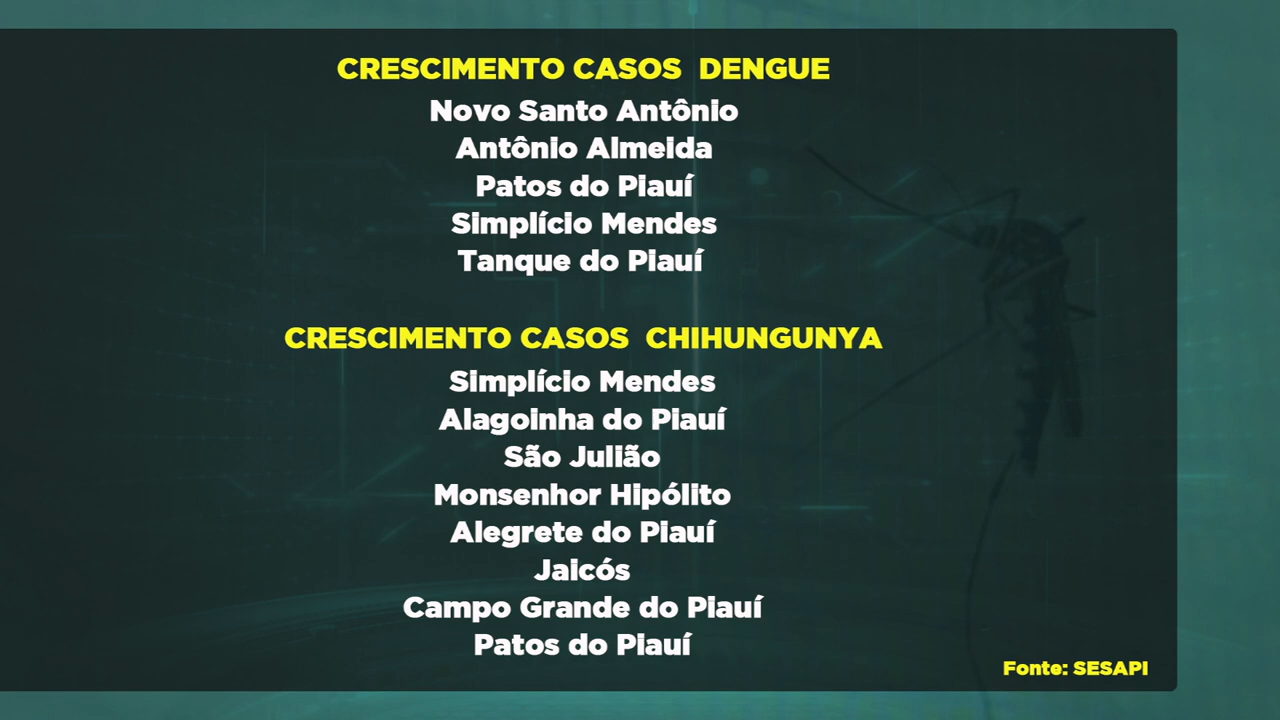 CRESCIMENTO CASOS DENGUE
Novo Santo Antônio
Antônio Almeida
Patos do Piauí
Simplício Mendes
Tanque do Piauí
CRESCIMENTO CASOS CHIHUNGUNYA
Simplício Mendes
Alagoinha do Piauí
São Julião
Monsenhor Hipólito
Alegrete do Piauí
Jaicós
Campo Grande do Piauí
Patos do Piauí
Fonte: SESAPI